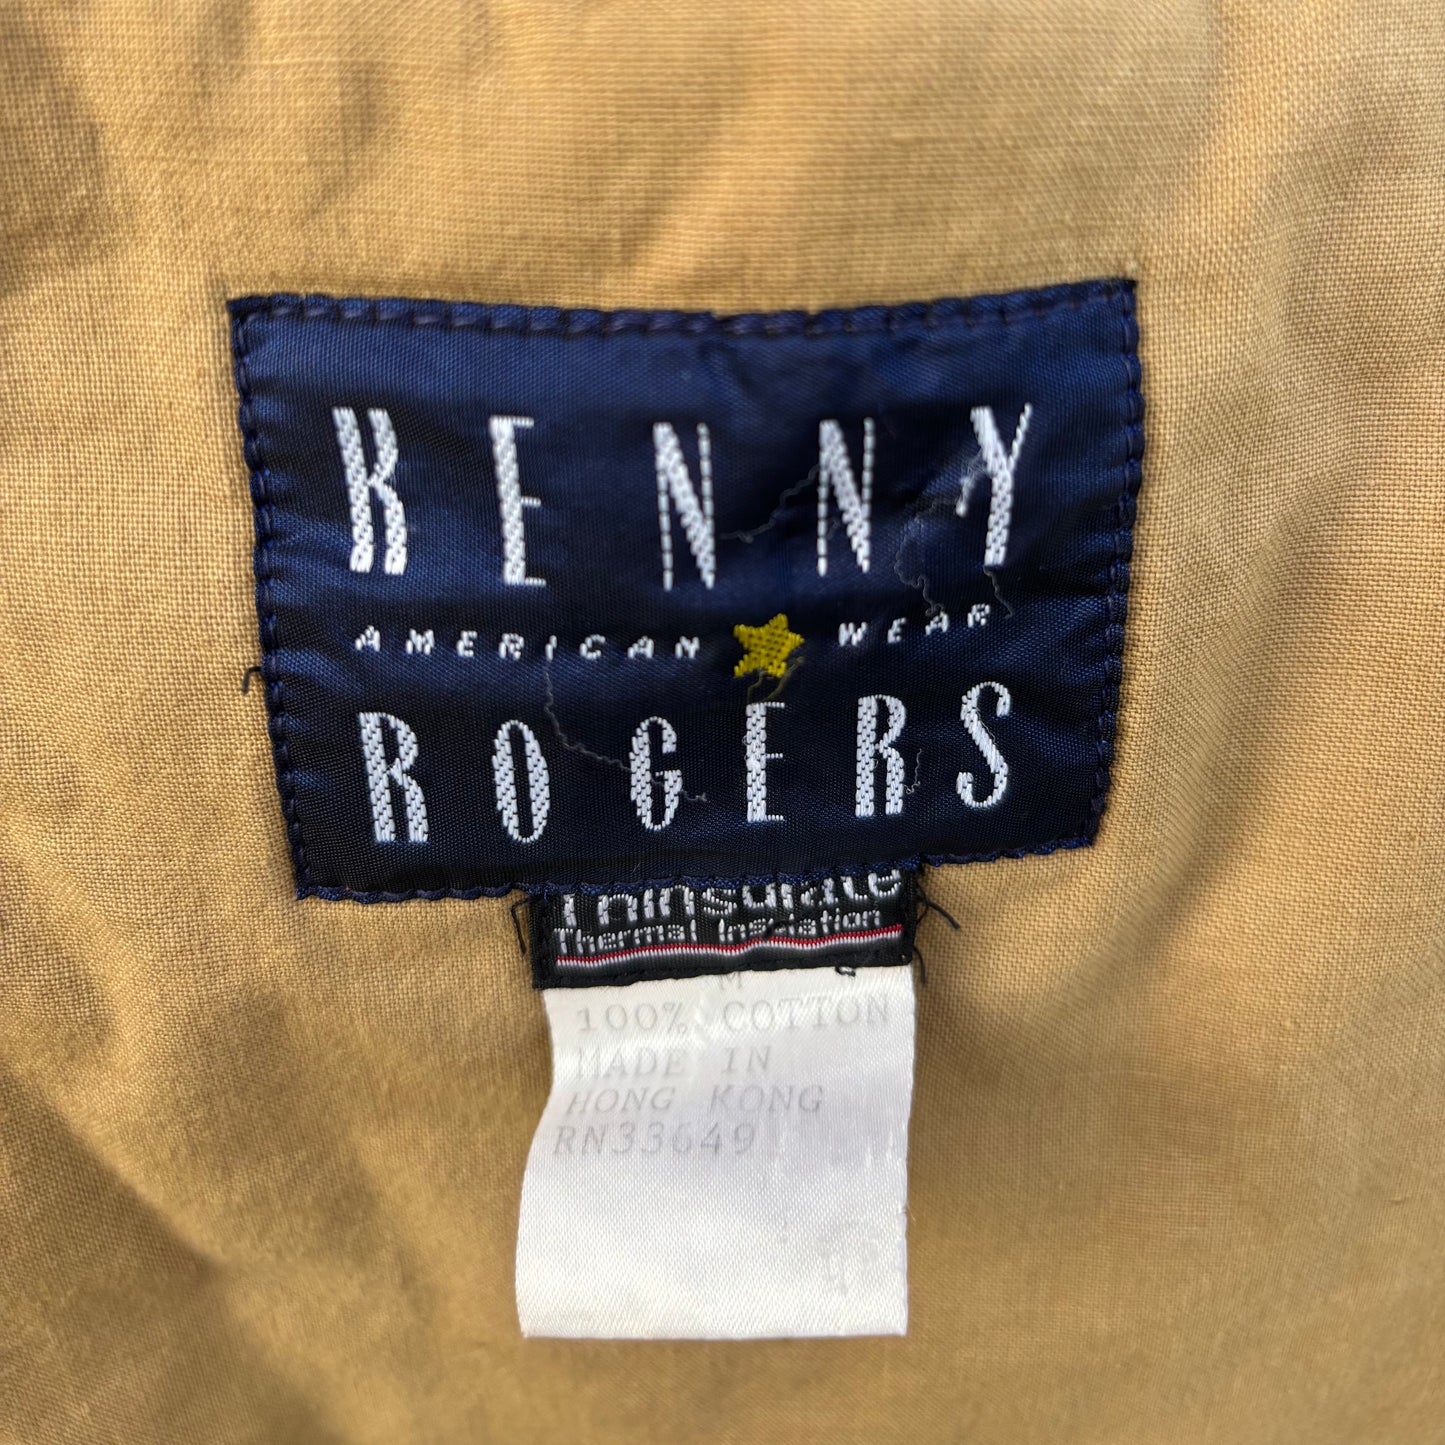 KENNY
AMERICAN WEAR
ROGERS
Thinsulate
Thermal Insulation
M
100% COTTON
MADE IN
HONG KONG
RN33649